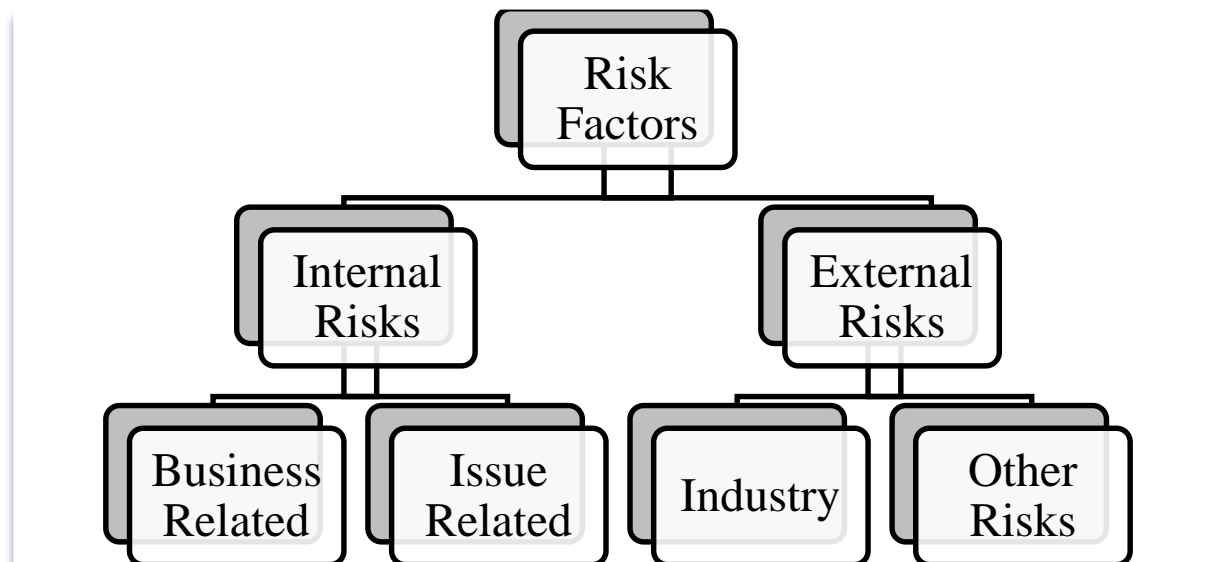 Risk
Factors
Internal
Risks
External
Risks
Business
Related
Issue
Related
Industry
Other
Risks